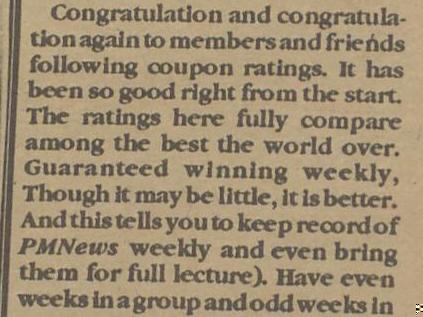 Congratulation and congratula-
tion again to members and friends
following coupon ratings. It has
been so good right from the start.
The ratings here fully compare
among the best the world over.
Guaranteed winning weekly,
Though it may be little, it is better.
And this tells you to keep record of
PMNews weekly and even bring
them for full lecture). Have even
weeks in a group and odd weeks in